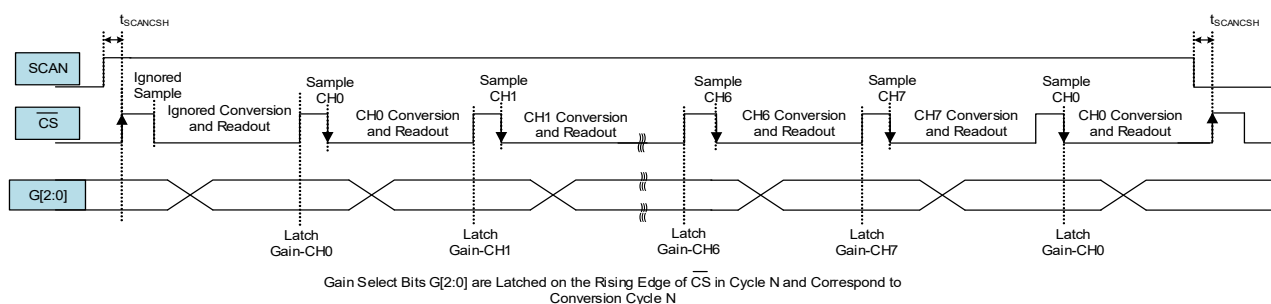 tSCANCSH
tSCANCSH
SCAN
Ignored
Sample
Sample
CH0
Sample
CH1
Sample
CH6
Sample
CH7
Sample
CH0
CS
Ignored Conversion
and Readout
CH0 Conversion
and Readout
CH1 Conversion
and Readout
CH6 Conversion
and Readout
CH7 Conversion
and Readout
CH0 Conversion
and Readout
G[2:0]
Latch
Gain-CH0
Latch
Gain-CH1
Latch
Gain-CH6
Latch
Gain-CH7
Latch
Gain-CH0
Gain Select Bits G[2:0] are Latched on the Rising Edge of CS in Cycle N and Correspond to
Conversion Cycle N